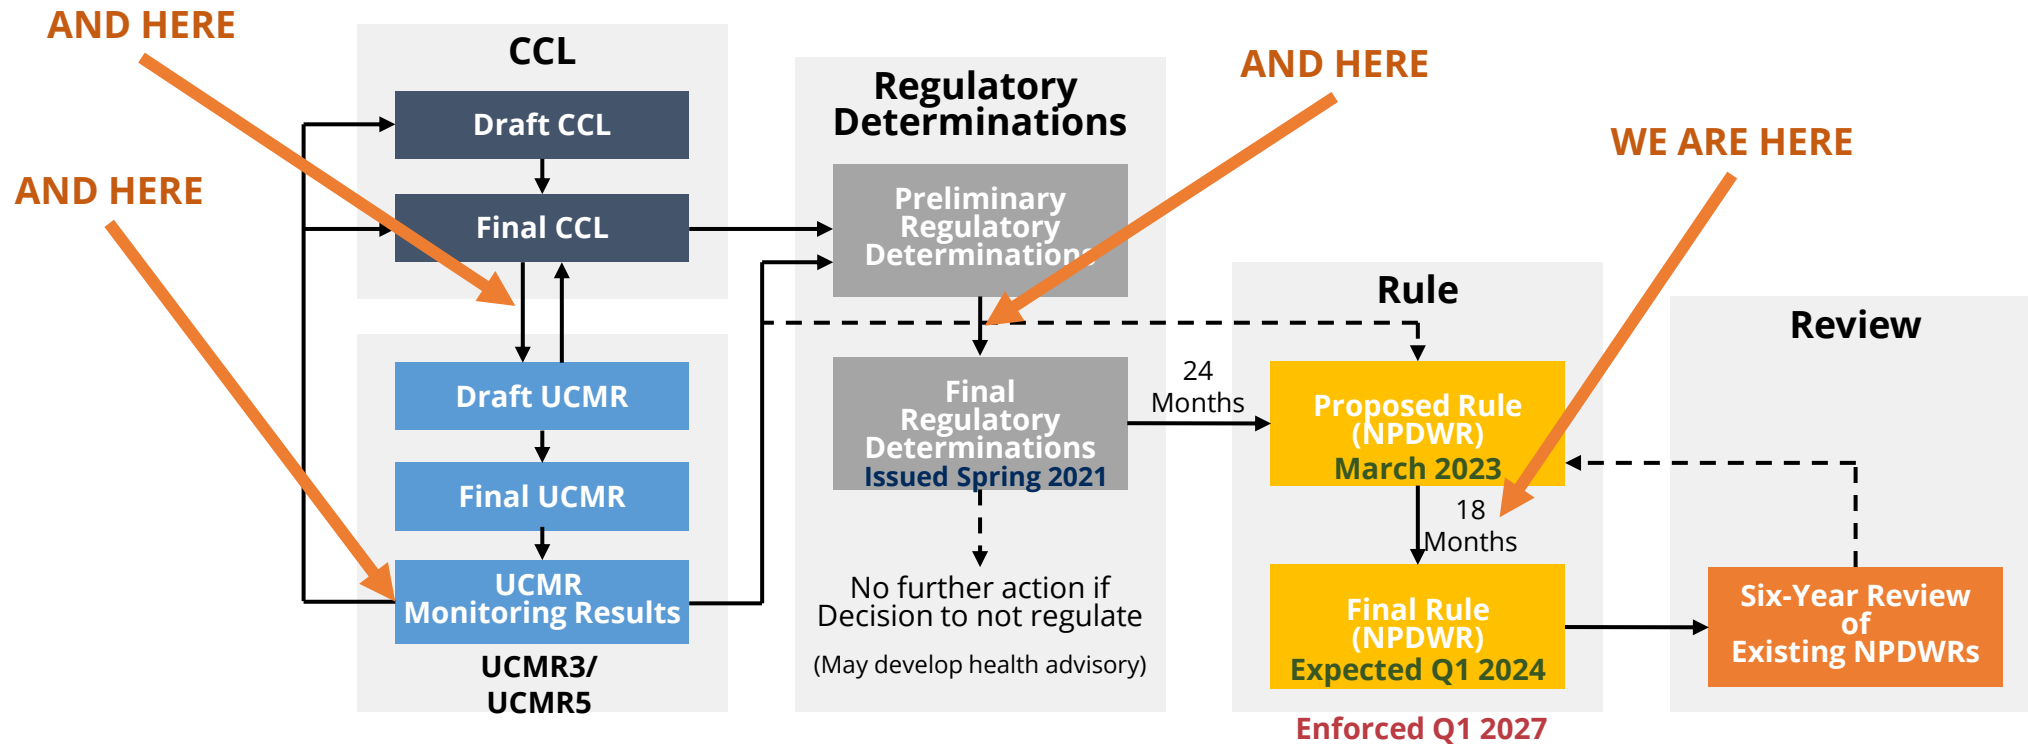 AND HERE
CCL
AND HERE
Regulatory
Determinations
WE ARE HERE
Draft CCL
AND HERE
Final CCL
Preliminary
Regulatory
Determinations
Rule
Review
Draft UCMR
Final
Regulatory
Determinations
Issued Spring 2021
24
Months
Proposed Rule
(NPDWR)
March 2023
Final UCMR
18
Months
UCMR
Monitoring Results
No further action if
Decision to not regulate
(May develop health advisory)
Final Rule
(NPDWR)
Expected Q1 2024
Six-Year Review
of
Existing NPDWRs
UCMR3/
UCMR5
Enforced Q1 2027